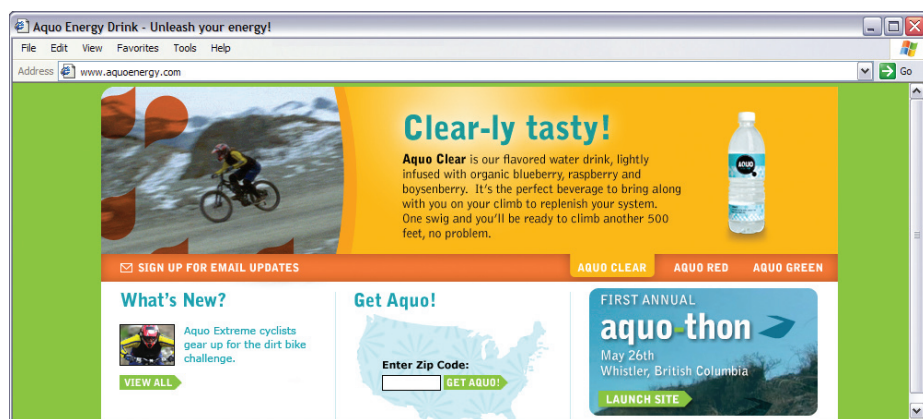 Aquo Energy Drink - Unleash your energy!
File Edit View Favorites Tools Help
Address www.aquoenergy.com Go
Clear-ly tasty!
Aquo Clear is our flavored water drink, lightly
infused with organic blueberry, raspberry and
boysenberry. It's the perfect beverage to bring along
with you on your climb to replenish your system.
One swig and you'll be ready to climb another 500
feet, no problem.
AQUO
SIGN UP FOR EMAIL UPDATES
AQUO CLEAR AQUO RED AQUO GREEN
What's New?
Aquo Extreme cyclists
gear up for the dirt bike
challenge.
VIEW ALL
Get Aquo!
Enter Zip Code:
GET AQUO!
FIRST ANNUAL
aquo-thon
May 26th
Whistler, British Columbia
LAUNCH SITE